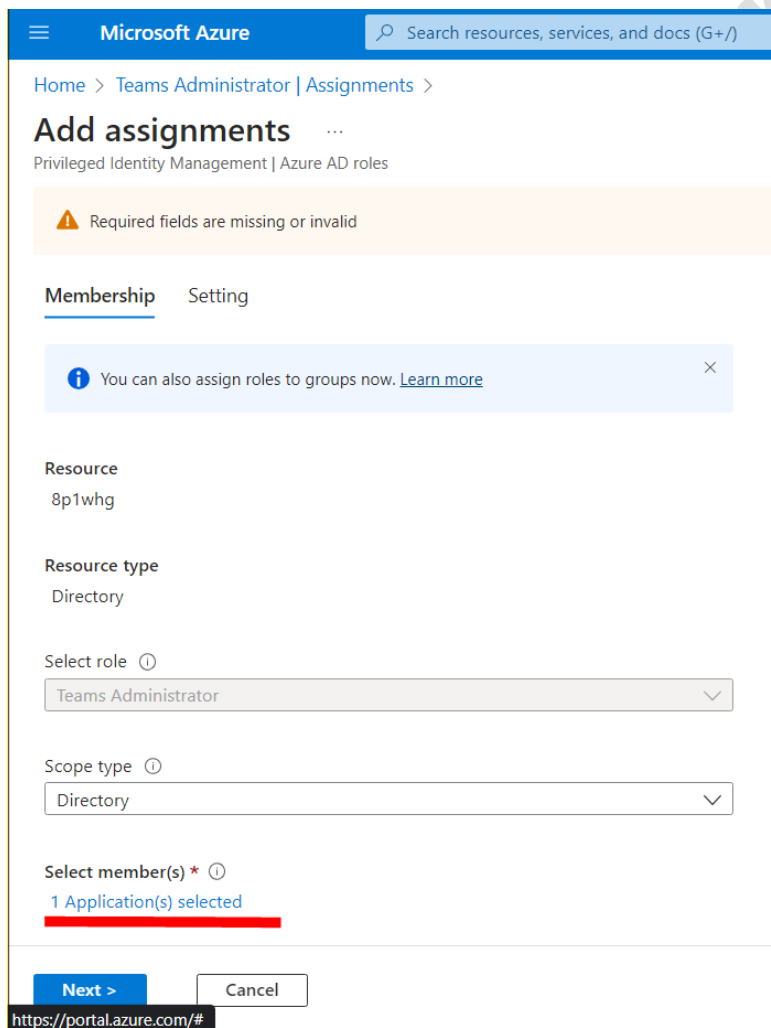 Microsoft Azure
Search resources, services, and docs (G+/)
Home > Teams Administrator | Assignments >
Add assignments ...
Privileged Identity Management | Azure AD roles
Required fields are missing or invalid
Membership Setting
You can also assign roles to groups now. Learn more
Resource
8p1whg
Resource type
Directory
Select role
Teams Administrator
Scope type
Directory
Select member(s) *
1 Application(s) selected
Next > Cancel
https://portal.azure.com/#